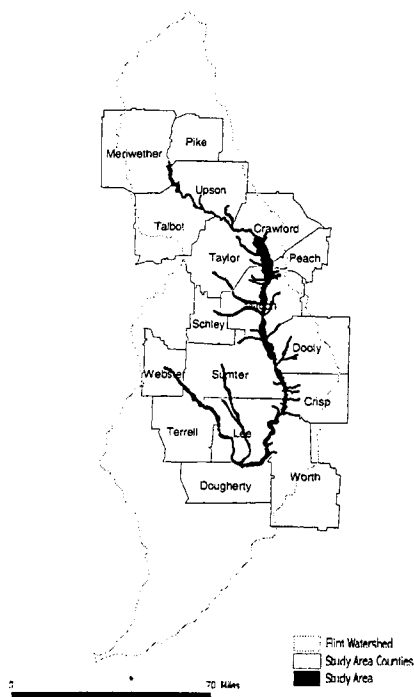 Pike
Meriwether
Upson
Talbot
Crawford
Taylor
Peach
Schley
Dooly
Webster
Sumter
Crisp
Terrell
Lee
Worth
Dougherty
Flint Watershed
Study Area Counties
0 70 Miles
Study Area